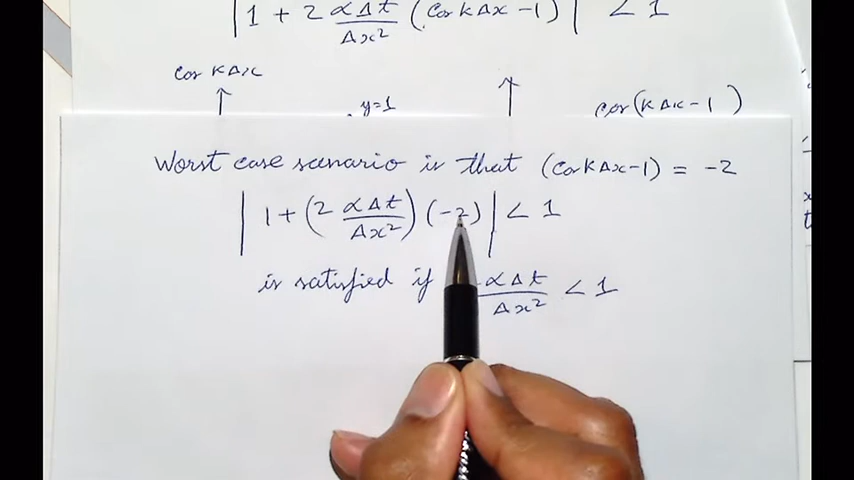 |1 + 2 αΔt/Δx² (cos kΔx - 1)| < 1
cos kΔx
y=1
cos(kΔx - 1)
Worst case scenario is that (cos kΔx - 1) = -2
|1 + (2 αΔt/Δx²)(-2)| < 1
is satisfied if αΔt/Δx² < 1